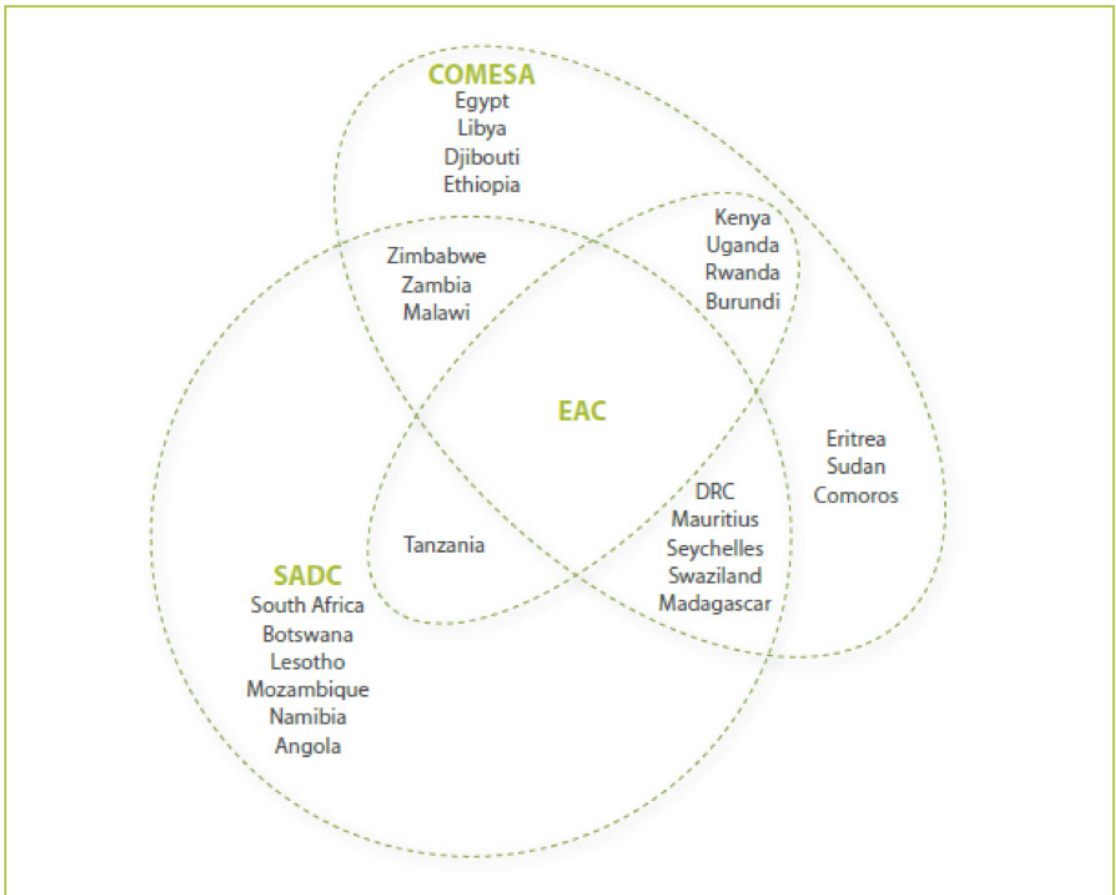 COMESA
Egypt
Libya
Djibouti
Ethiopia
Zimbabwe
Zambia
Malawi
Kenya
Uganda
Rwanda
Burundi
EAC
Eritrea
Sudan
Comoros
DRC
Mauritius
Seychelles
Swaziland
Madagascar
Tanzania
SADC
South Africa
Botswana
Lesotho
Mozambique
Namibia
Angola